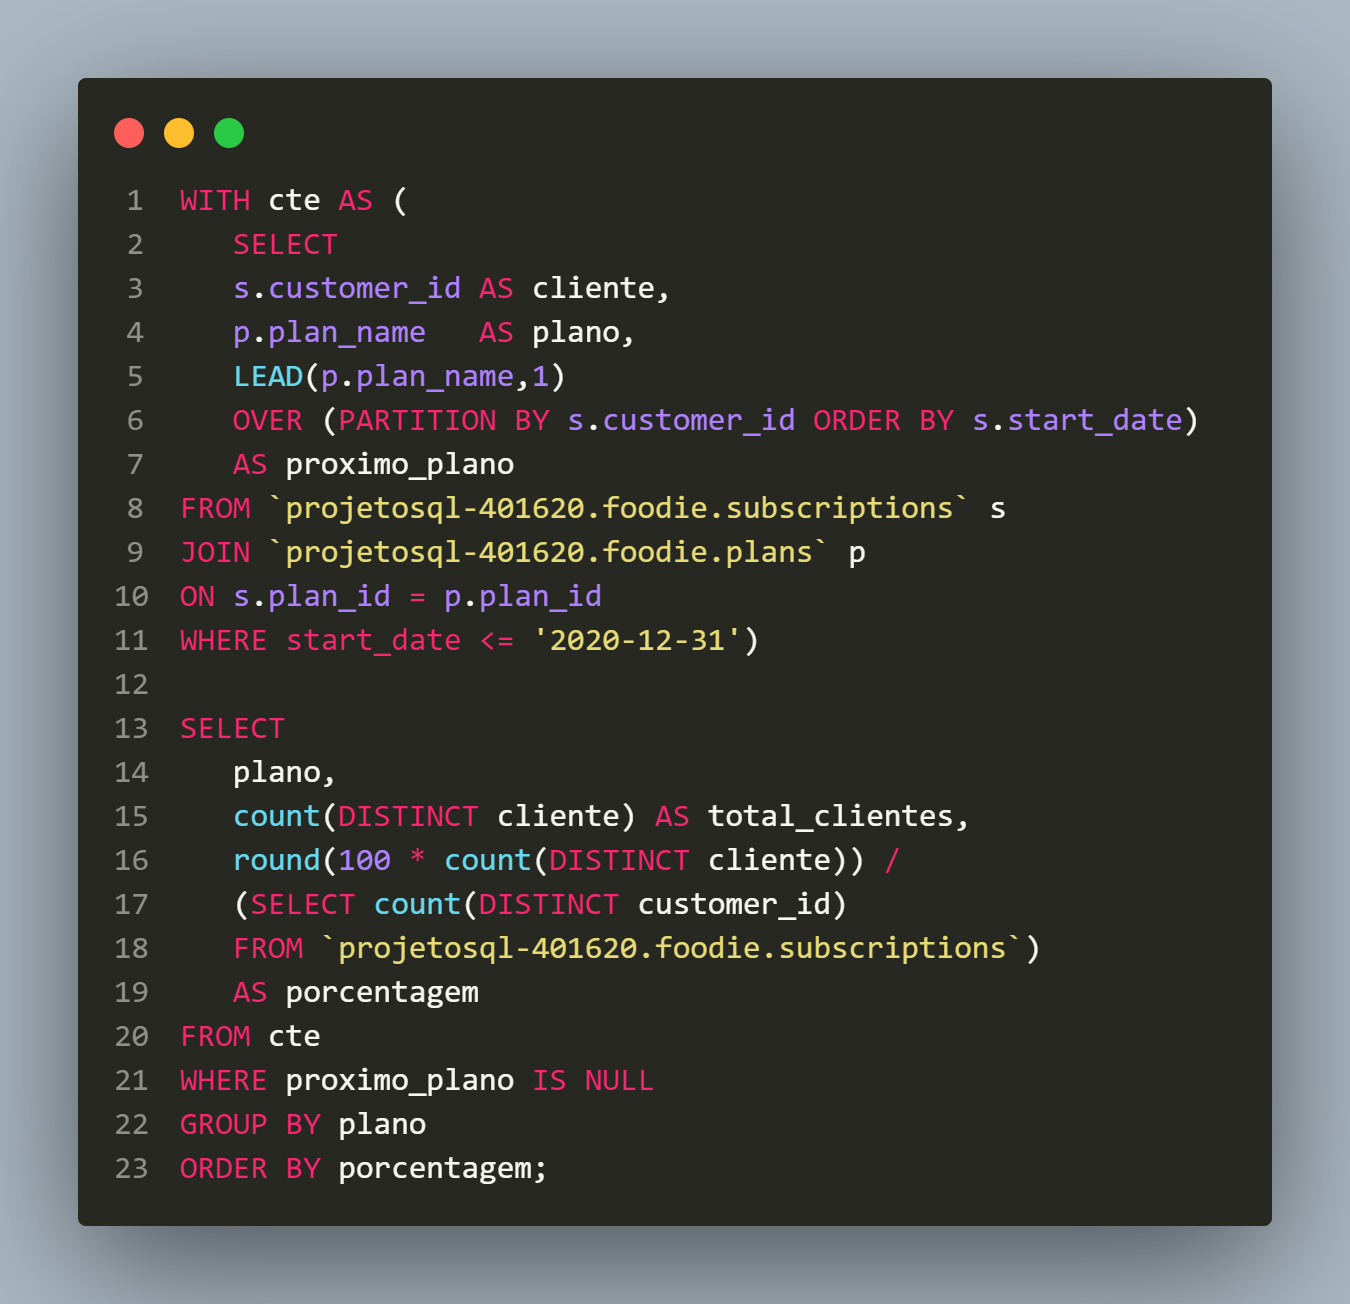 1 WITH cte AS (
2 SELECT
3 s.customer_id AS cliente,
4 p.plan_name AS plano,
5 LEAD(p.plan_name,1)
6 OVER (PARTITION BY s.customer_id ORDER BY s.start_date)
7 AS proximo_plano
8 FROM `projetosql-401620.foodie.subscriptions` s
9 JOIN `projetosql-401620.foodie.plans` p
10 ON s.plan_id = p.plan_id
11 WHERE start_date <= '2020-12-31')
12
13 SELECT
14 plano,
15 count(DISTINCT cliente) AS total_clientes,
16 round(100 * count(DISTINCT cliente)) /
17 (SELECT count(DISTINCT customer_id)
18 FROM `projetosql-401620.foodie.subscriptions`)
19 AS porcentagem
20 FROM cte
21 WHERE proximo_plano IS NULL
22 GROUP BY plano
23 ORDER BY porcentagem;